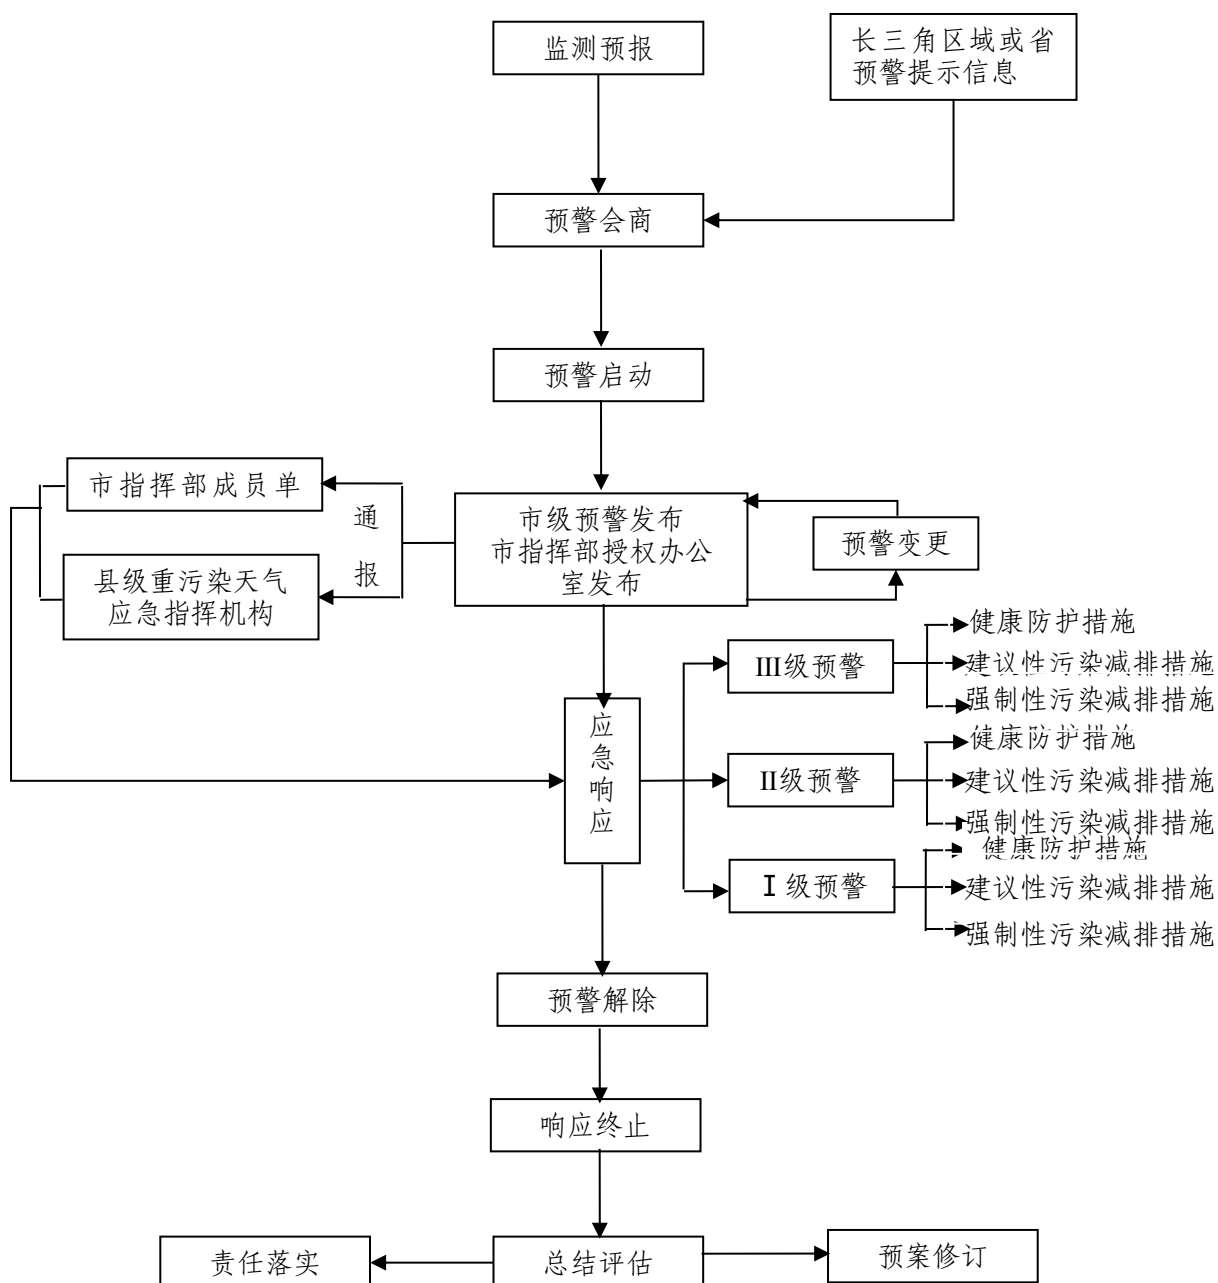 监测预报
长三角区域或省
预警提示信息
预警会商
预警启动
市指挥部成员单
通
报
县级重污染天气
应急指挥机构
市级预警发布
市指挥部授权办公
室发布
预警变更
应
急
响
应
III级预警
健康防护措施
建议性污染减排措施
强制性污染减排措施
II级预警
健康防护措施
建议性污染减排措施
强制性污染减排措施
I 级预警
健康防护措施
建议性污染减排措施
强制性污染减排措施
预警解除
响应终止
责任落实
总结评估
预案修订